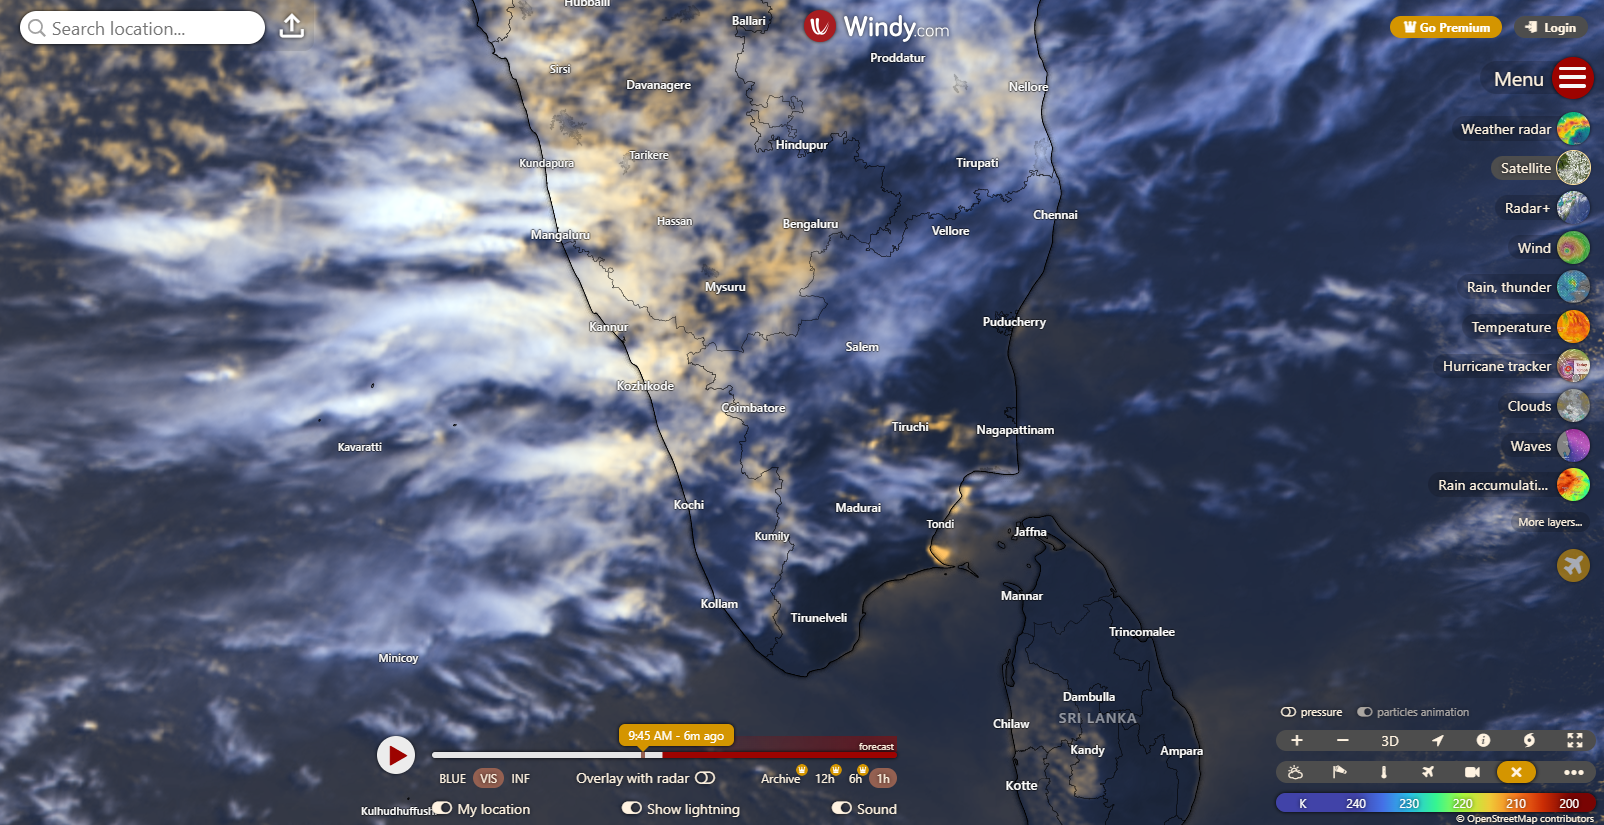 Search location...
Windy.com
Go Premium
Login
Menu
Weather radar
Satellite
Radar+
Wind
Rain, thunder
Temperature
Hurricane tracker
Clouds
Waves
Rain accumulati...
More layers...
Hubballi
Ballari
Proddatur
Sirsi
Davanagere
Nellore
Hindupur
Kundapura
Tarikere
Tirupati
Hassan
Bengaluru
Chennai
Mangaluru
Vellore
Mysuru
Kannur
Puducherry
Salem
Kozhikode
Coimbatore
Tiruchi
Nagapattinam
Kavaratti
Kochi
Madurai
Tondi
Jaffna
Kumily
Mannar
Kollam
Tirunelveli
Trincomalee
Minicoy
Dambulla
SRI LANKA
Chilaw
Kandy
Ampara
Kotte
Kulhudhuffush
9:45 AM - 6m ago
forecast
BLUE VIS INF
Overlay with radar
Archive 12h 6h 1h
My location
Show lightning
Sound
pressure
particles animation
3D
K 240 230 220 210 200
© OpenStreetMap contributors